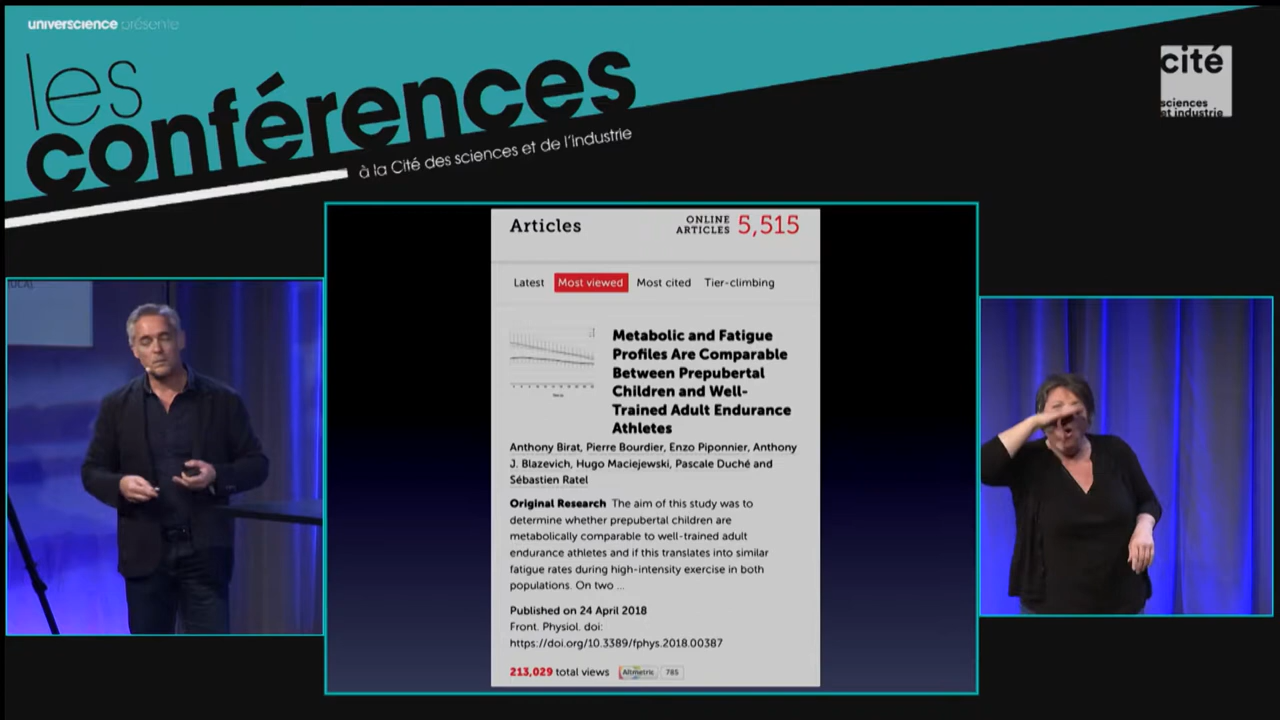 universcience présente
les
conférences
à la Cité des sciences et de l'industrie
cité
sciences
et industrie
Articles
ONLINE
ARTICLES 5,515
Latest Most viewed Most cited Tier-climbing
Metabolic and Fatigue
Profiles Are Comparable
Between Prepubertal
Children and Well-
Trained Adult Endurance
Athletes
Anthony Birat, Pierre Bourdier, Enzo Piponnier, Anthony
J. Blazevich, Hugo Maciejewski, Pascale Duché and
Sébastien Ratel
Original Research The aim of this study was to
determine whether prepubertal children are
metabolically comparable to well-trained adult
endurance athletes and if this translates into similar
fatigue rates during high-intensity exercise in both
populations. On two ...
Published on 24 April 2018
Front. Physiol. doi:
https://doi.org/10.3389/fphys.2018.00387
213,029 total views Altmetric 785